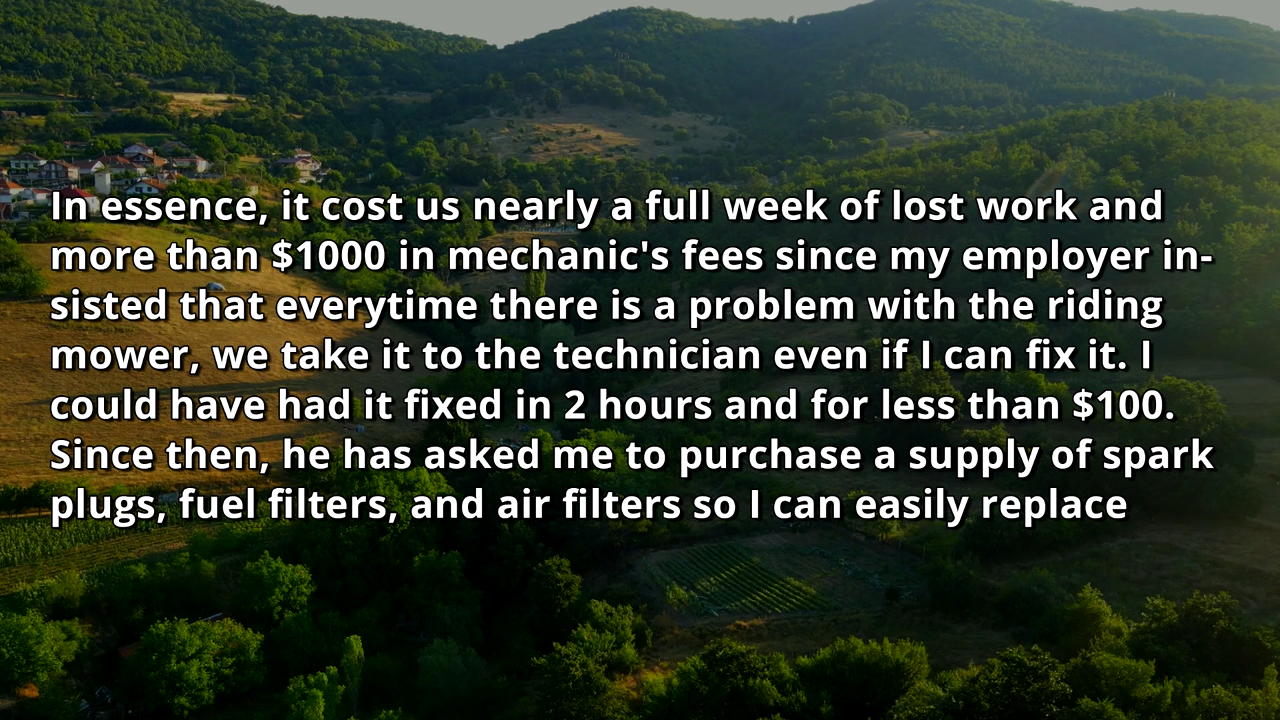 In essence, it cost us nearly a full week of lost work and
more than $1000 in mechanic's fees since my employer in-
sisted that everytime there is a problem with the riding
mower, we take it to the technician even if I can fix it. I
could have had it fixed in 2 hours and for less than $100.
Since then, he has asked me to purchase a supply of spark
plugs, fuel filters, and air filters so I can easily replace